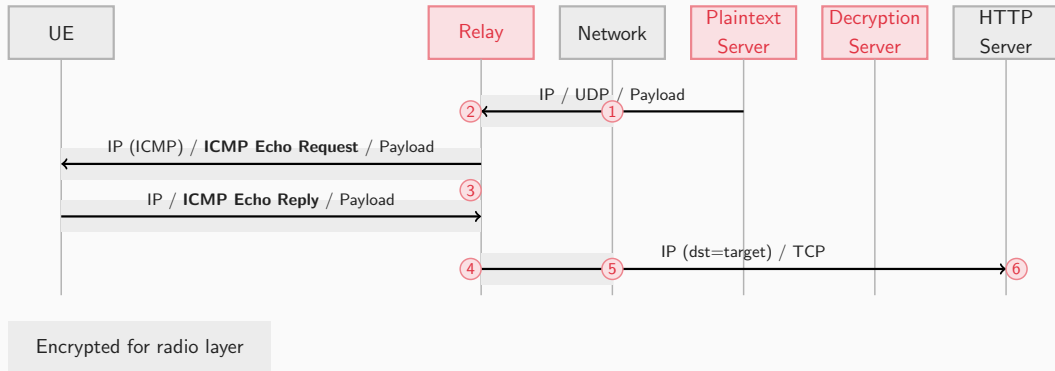 UE
Relay
Network
Plaintext
Server
Decryption
Server
HTTP
Server
IP / UDP / Payload
2
1
IP (ICMP) / ICMP Echo Request / Payload
3
IP / ICMP Echo Reply / Payload
IP (dst=target) / TCP
4
5
6
Encrypted for radio layer